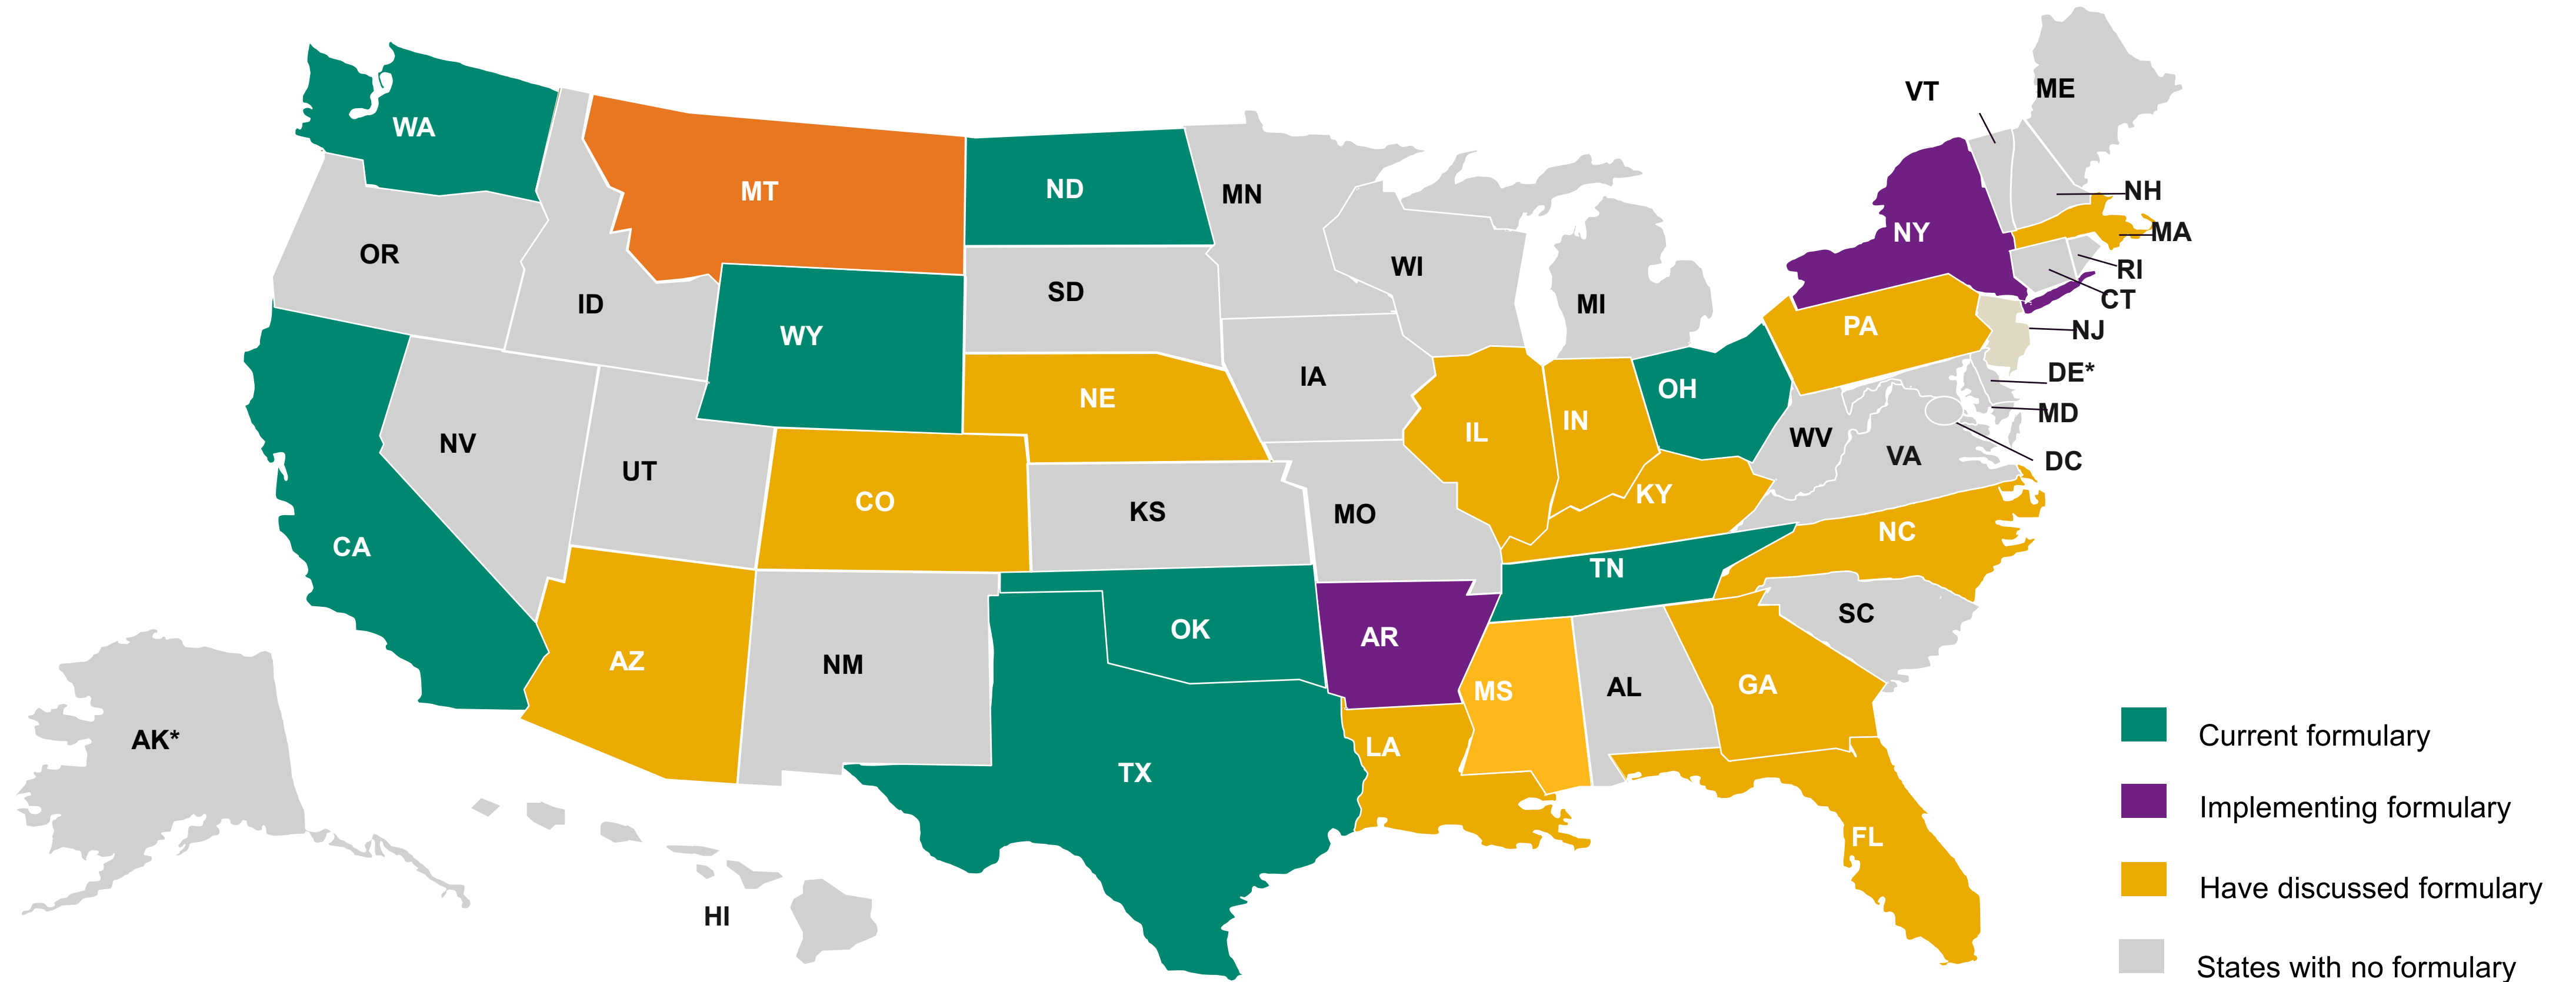 ME
VT
WA
MT
ND
MN
NH
NY
MA
OR
WI
RI
ID
SD
MI
CT
WY
PA
NJ
IA
DE*
NE
OH
MD
IN
IL
NV
WV
VA
DC
UT
CO
KS
MO
KY
NC
CA
TN
SC
OK
AR
AZ
NM
MS
AL
GA
AK*
LA
TX
FL
HI
Current formulary
Implementing formulary
Have discussed formulary
States with no formulary